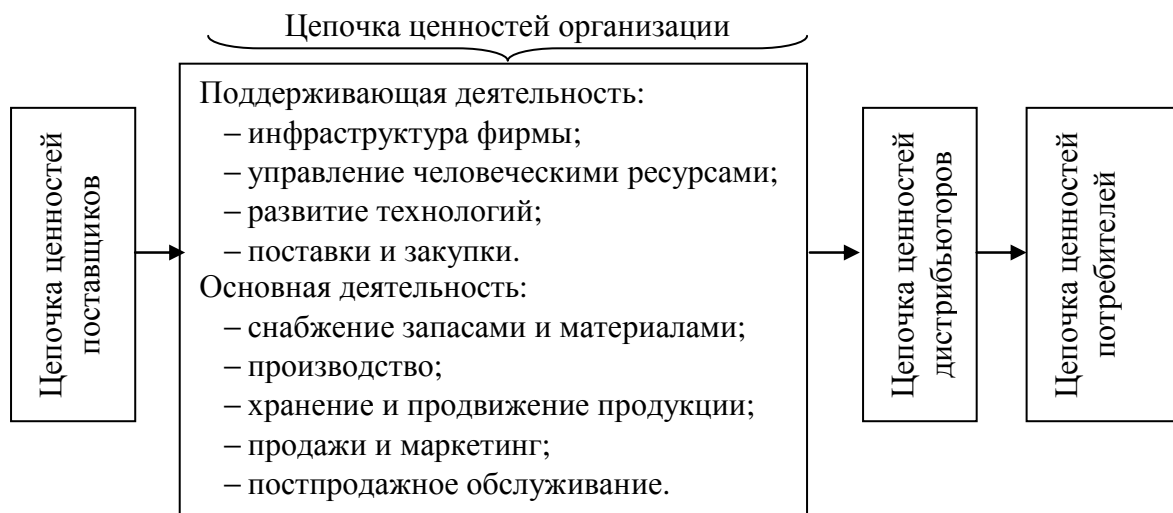 Цепочка ценностей организации
Цепочка ценностей
поставщиков
Поддерживающая деятельность:
– инфраструктура фирмы;
– управление человеческими ресурсами;
– развитие технологий;
– поставки и закупки.
Основная деятельность:
– снабжение запасами и материалами;
– производство;
– хранение и продвижение продукции;
– продажи и маркетинг;
– постпродажное обслуживание.
Цепочка ценностей
дистрибьюторов
Цепочка ценностей
потребителей